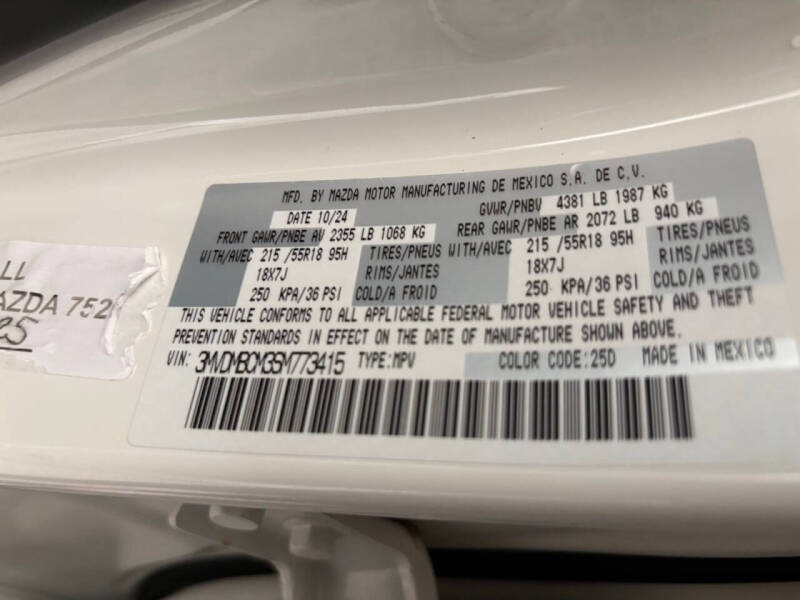 MFD. BY MAZDA MOTOR MANUFACTURING DE MEXICO S.A. DE C.V.
DATE 10/24 GVWR/PNBV 4381 LB 1987 KG
FRONT GAWR/PNBE AV 2355 LB 1068 KG REAR GAWR/PNBE AR 2072 LB 940 KG
WITH/AVEC 215 /55R18 95H TIRES/PNEUS WITH/AVEC 215 /55R18 95H TIRES/PNEUS
18X7J RIMS/JANTES 18X7J RIMS/JANTES
250 KPA/36 PSI COLD/A FROID 250 KPA/36 PSI COLD/A FROID
THIS VEHICLE CONFORMS TO ALL APPLICABLE FEDERAL MOTOR VEHICLE SAFETY AND THEFT
PREVENTION STANDARDS IN EFFECT ON THE DATE OF MANUFACTURE SHOWN ABOVE.
VIN: 3MVDMBCM3SM773415 TYPE:MPV COLOR CODE:25D MADE IN MEXICO
LL
AZDA 752
25